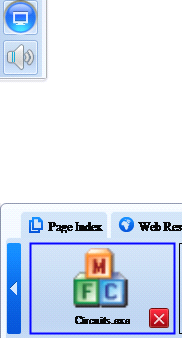 Page Index Web Res
M
F C
Circuits.exe